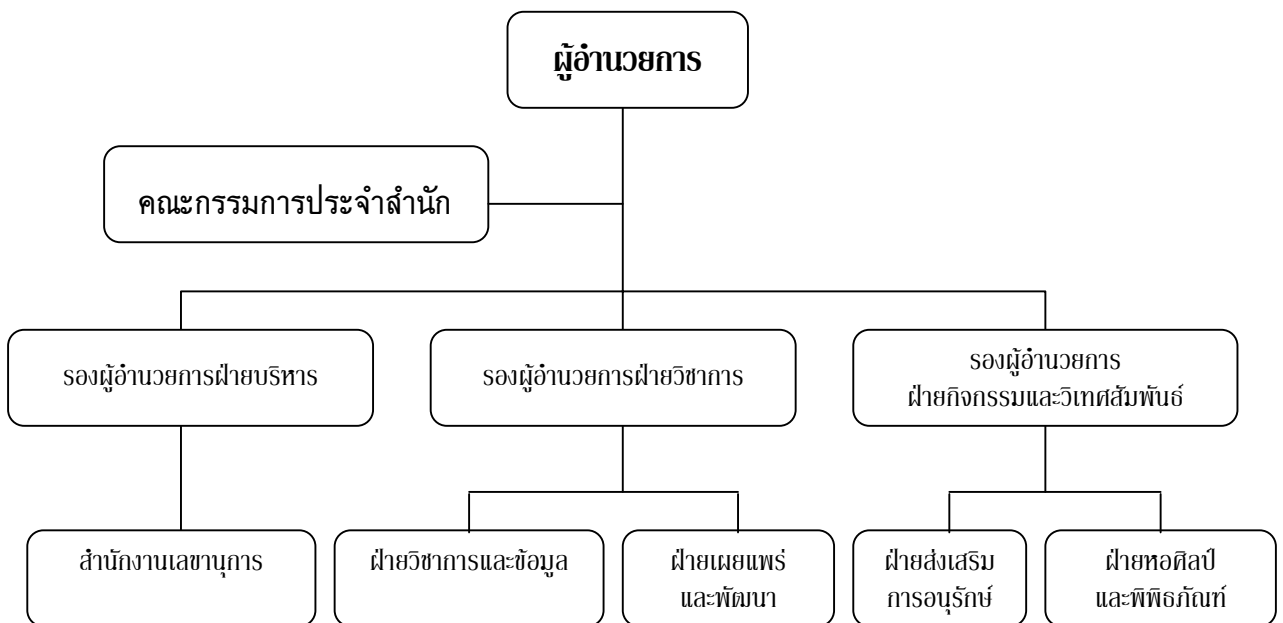 ผู้อำนวยการ
คณะกรรมการประจำสำนัก
รองผู้อำนวยการฝ่ายบริหาร
รองผู้อำนวยการฝ่ายวิชาการ
รองผู้อำนวยการ
ฝ่ายกิจกรรมและวิเทศสัมพันธ์
สำนักงานเลขานุการ
ฝ่ายวิชาการและข้อมูล
ฝ่ายเผยแพร่
และพัฒนา
ฝ่ายส่งเสริม
การอนุรักษ์
ฝ่ายหอศิลป์
และพิพิธภัณฑ์